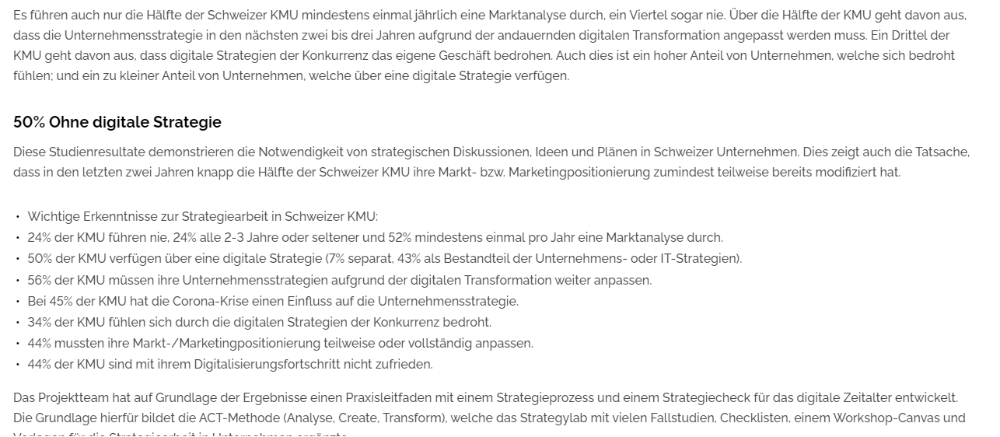 Es führen auch nur die Hälfte der Schweizer KMU mindestens einmal jährlich eine Marktanalyse durch, ein Viertel sogar nie. Über die Hälfte der KMU geht davon aus,
dass die Unternehmensstrategie in den nächsten zwei bis drei Jahren aufgrund der andauernden digitalen Transformation angepasst werden muss. Ein Drittel der
KMU geht davon aus, dass digitale Strategien der Konkurrenz das eigene Geschäft bedrohen. Auch dies ist ein hoher Anteil von Unternehmen, welche sich bedroht
fühlen; und ein zu kleiner Anteil von Unternehmen, welche über eine digitale Strategie verfügen.
50% Ohne digitale Strategie
Diese Studienresultate demonstrieren die Notwendigkeit von strategischen Diskussionen, Ideen und Plänen in Schweizer Unternehmen. Dies zeigt auch die Tatsache,
dass in den letzten zwei Jahren knapp die Hälfte der Schweizer KMU ihre Markt- bzw. Marketingpositionierung zumindest teilweise bereits modifiziert hat.
• Wichtige Erkenntnisse zur Strategiearbeit in Schweizer KMU:
• 24% der KMU führen nie, 24% alle 2-3 Jahre oder seltener und 52% mindestens einmal pro Jahr eine Marktanalyse durch.
• 50% der KMU verfügen über eine digitale Strategie (7% separat, 43% als Bestandteil der Unternehmens- oder IT-Strategien).
• 56% der KMU müssen ihre Unternehmensstrategien aufgrund der digitalen Transformation weiter anpassen.
• Bei 45% der KMU hat die Corona-Krise einen Einfluss auf die Unternehmensstrategie.
• 34% der KMU fühlen sich durch die digitalen Strategien der Konkurrenz bedroht.
• 44% mussten ihre Markt-/Marketingpositionierung teilweise oder vollständig anpassen.
• 44% der KMU sind mit ihrem Digitalisierungsfortschritt nicht zufrieden.
Das Projektteam hat auf Grundlage der Ergebnisse einen Praxisleitfaden mit einem Strategieprozess und einem Strategiecheck für das digitale Zeitalter entwickelt.
Die Grundlage hierfür bildet die ACT-Methode (Analyse, Create, Transform), welche das Strategylab mit vielen Fallstudien, Checklisten, einem Workshop-Canvas und
Vorlagen für die Strategiearbeit in Unternehmen ergänzte.